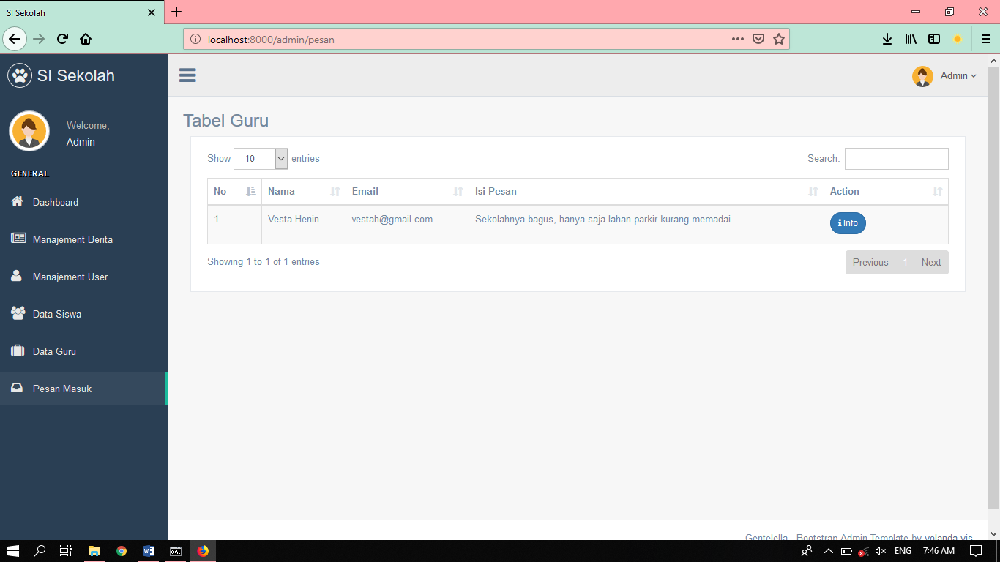 SI Sekolah
localhost:8000/admin/pesan
SI Sekolah
Admin
Welcome,
Admin
GENERAL
Dashboard
Manajement Berita
Manajement User
Data Siswa
Data Guru
Pesan Masuk
Tabel Guru
Show 10 entries
Search:
No Nama Email Isi Pesan Action
1 Vesta Henin vestah@gmail.com Sekolahnya bagus, hanya saja lahan parkir kurang memadai Info
Showing 1 to 1 of 1 entries
Previous 1 Next
Gentelella - Bootstrap Admin Template by yolanda vis
ENG 7:46 AM